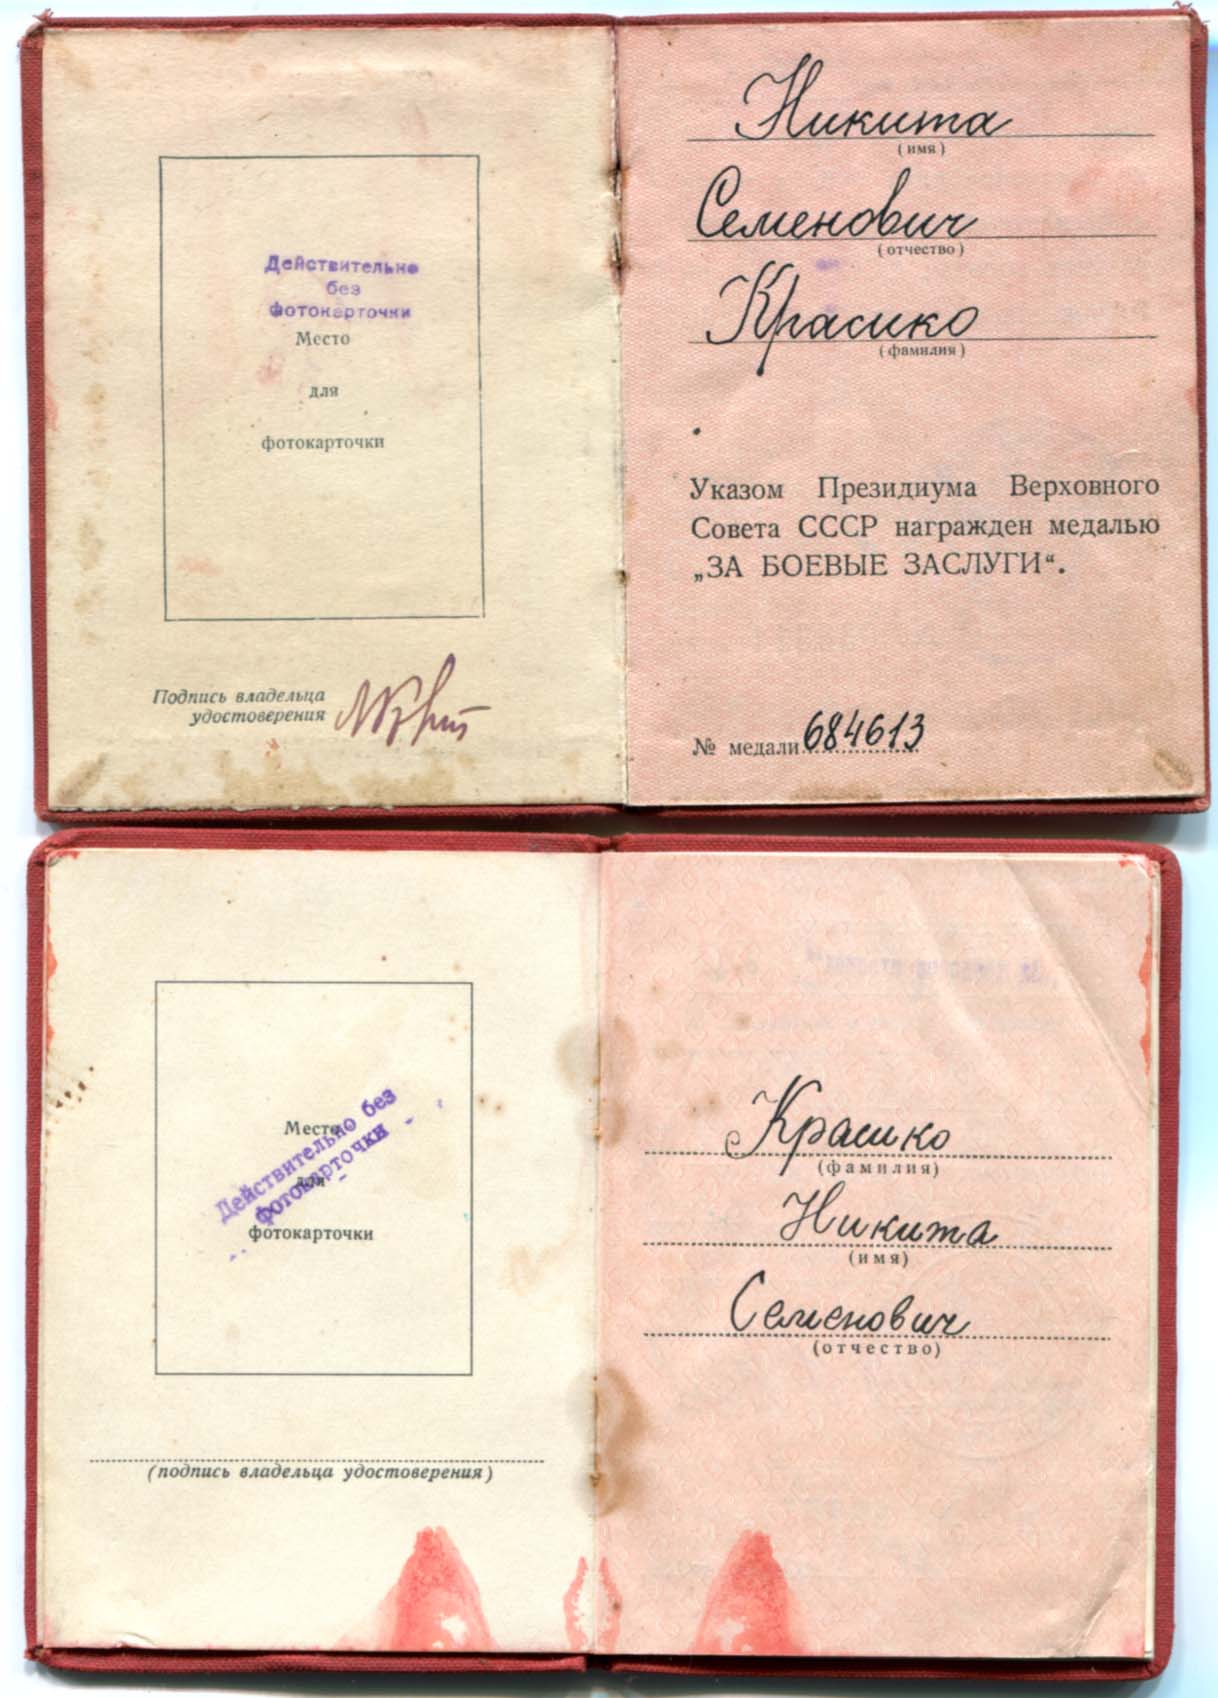 Действительно
без
фотокарточки
Место
для
фотокарточки
Подпись владельца
удостоверения
Никита
(имя)
Семенович
(отчество)
Красико
(фамилия)
Указом Президиума Верховного
Совета СССР награжден медалью
„ЗА БОЕВЫЕ ЗАСЛУГИ“.
№ медали 684613
Место
для
фотокарточки
Действительно без
фотокарточки
(подпись владельца удостоверения)
Красико
(фамилия)
Никита
(имя)
Семенович
(отчество)